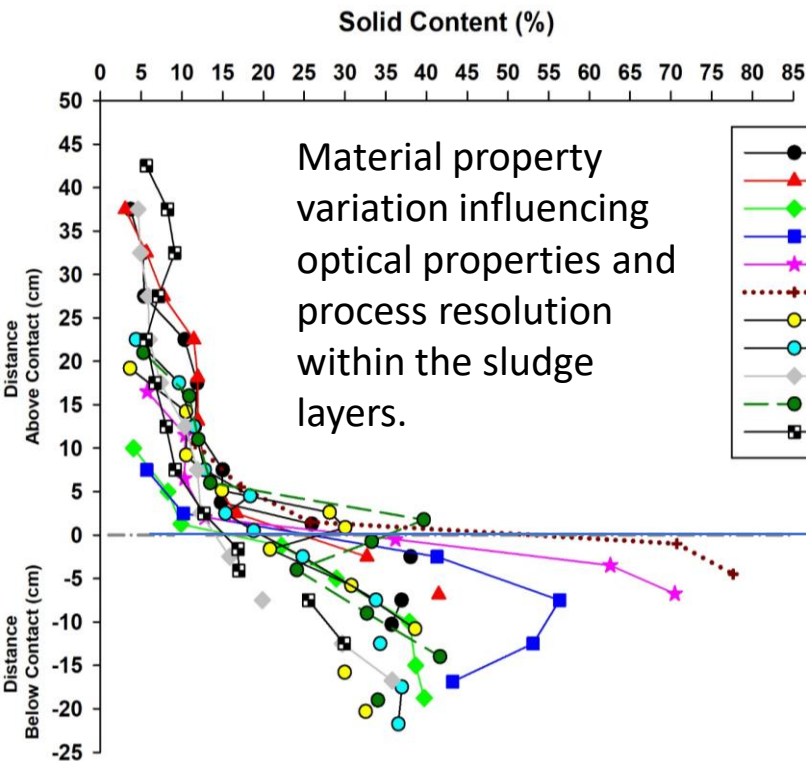 Solid Content (%)
0 5 10 15 20 25 30 35 40 45 50 55 60 65 70 75 80 85
50
45
40
35
30
25
20
15
10
5
0
-5
-10
-15
-20
-25
Distance
Above Contact (cm)
Distance
Below Contact (cm)
Material property
variation influencing
optical properties and
process resolution
within the sludge
layers.